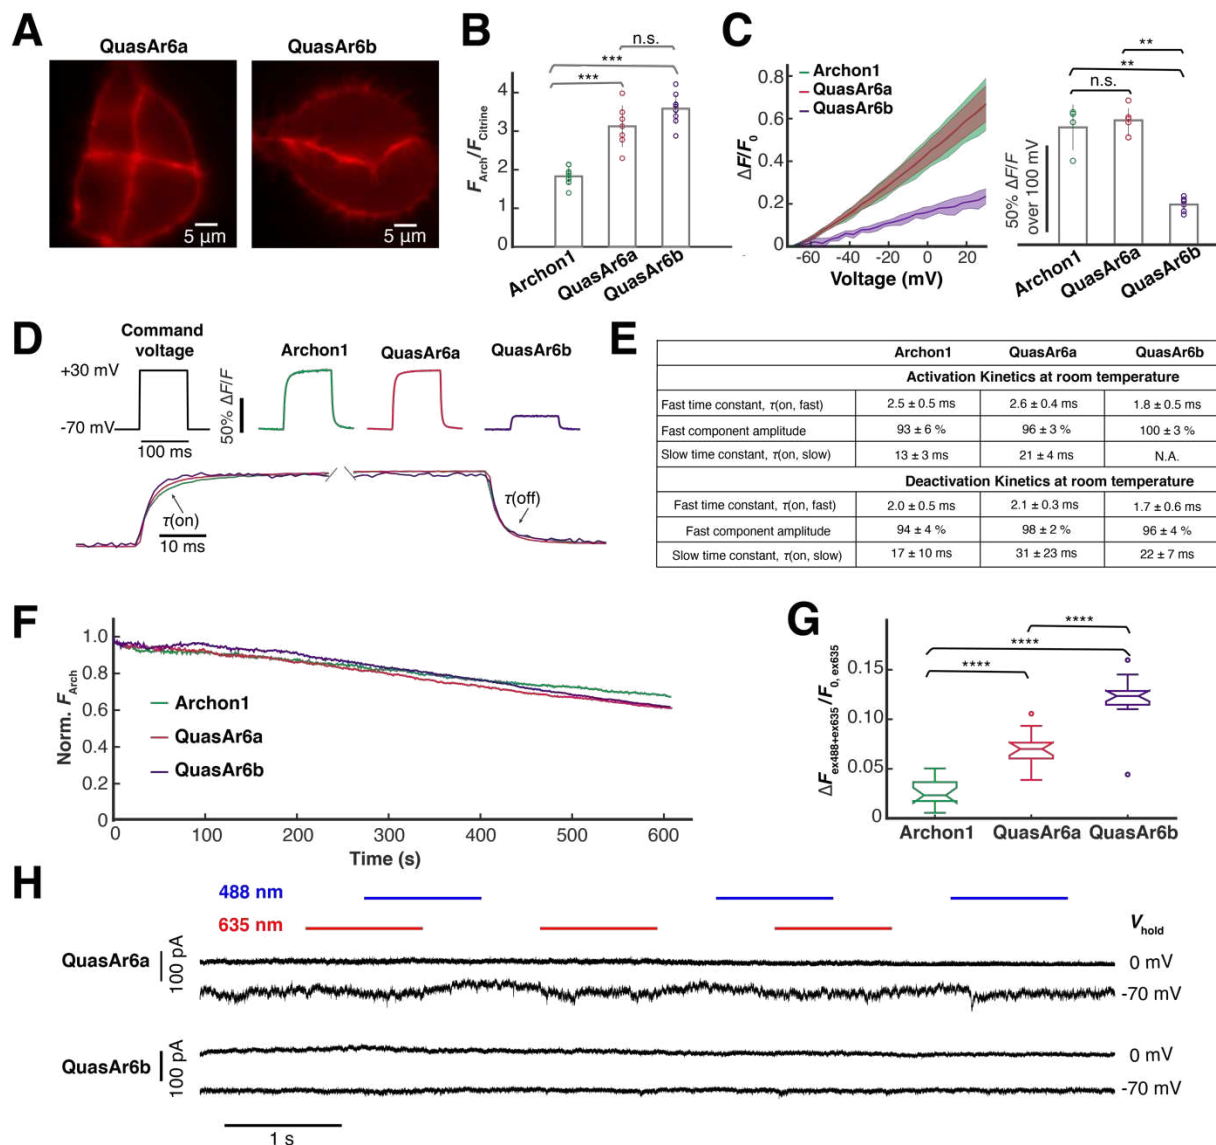 A
QuasAr6a
QuasAr6b
5 µm
5 µm
B
n.s.
***
***
F_Arch/F_Citrine
4
3
2
1
0
Archon1
QuasAr6a
QuasAr6b
C
Archon1
QuasAr6a
QuasAr6b
ΔF/F₀
0.8
0.6
0.4
0.2
0
-60 -40 -20 0 20
Voltage (mV)
**
**
n.s.
50% ΔF/F
over 100 mV
Archon1
QuasAr6a
QuasAr6b
D
Command
voltage
+30 mV
-70 mV
100 ms
50% ΔF/F
Archon1
QuasAr6a
QuasAr6b
τ(on)
10 ms
τ(off)
E
Archon1 QuasAr6a QuasAr6b
Activation Kinetics at room temperature
Fast time constant, τ(on, fast) 2.5 ± 0.5 ms 2.6 ± 0.4 ms 1.8 ± 0.5 ms
Fast component amplitude 93 ± 6 % 96 ± 3 % 100 ± 3 %
Slow time constant, τ(on, slow) 13 ± 3 ms 21 ± 4 ms N.A.
Deactivation Kinetics at room temperature
Fast time constant, τ(on, fast) 2.0 ± 0.5 ms 2.1 ± 0.3 ms 1.7 ± 0.6 ms
Fast component amplitude 94 ± 4 % 98 ± 2 % 96 ± 4 %
Slow time constant, τ(on, slow) 17 ± 10 ms 31 ± 23 ms 22 ± 7 ms
F
Norm. F_Arch
1.0
0.8
0.6
0.4
0.2
0
Archon1
QuasAr6a
QuasAr6b
0 100 200 300 400 500 600
Time (s)
G
****
****
****
ΔF_ex488+ex635/F_0, ex635
0.15
0.10
0.05
0
Archon1 QuasAr6a QuasAr6b
H
488 nm
635 nm
V_hold
QuasAr6a
100 pA
0 mV
-70 mV
QuasAr6b
100 pA
0 mV
-70 mV
1 s